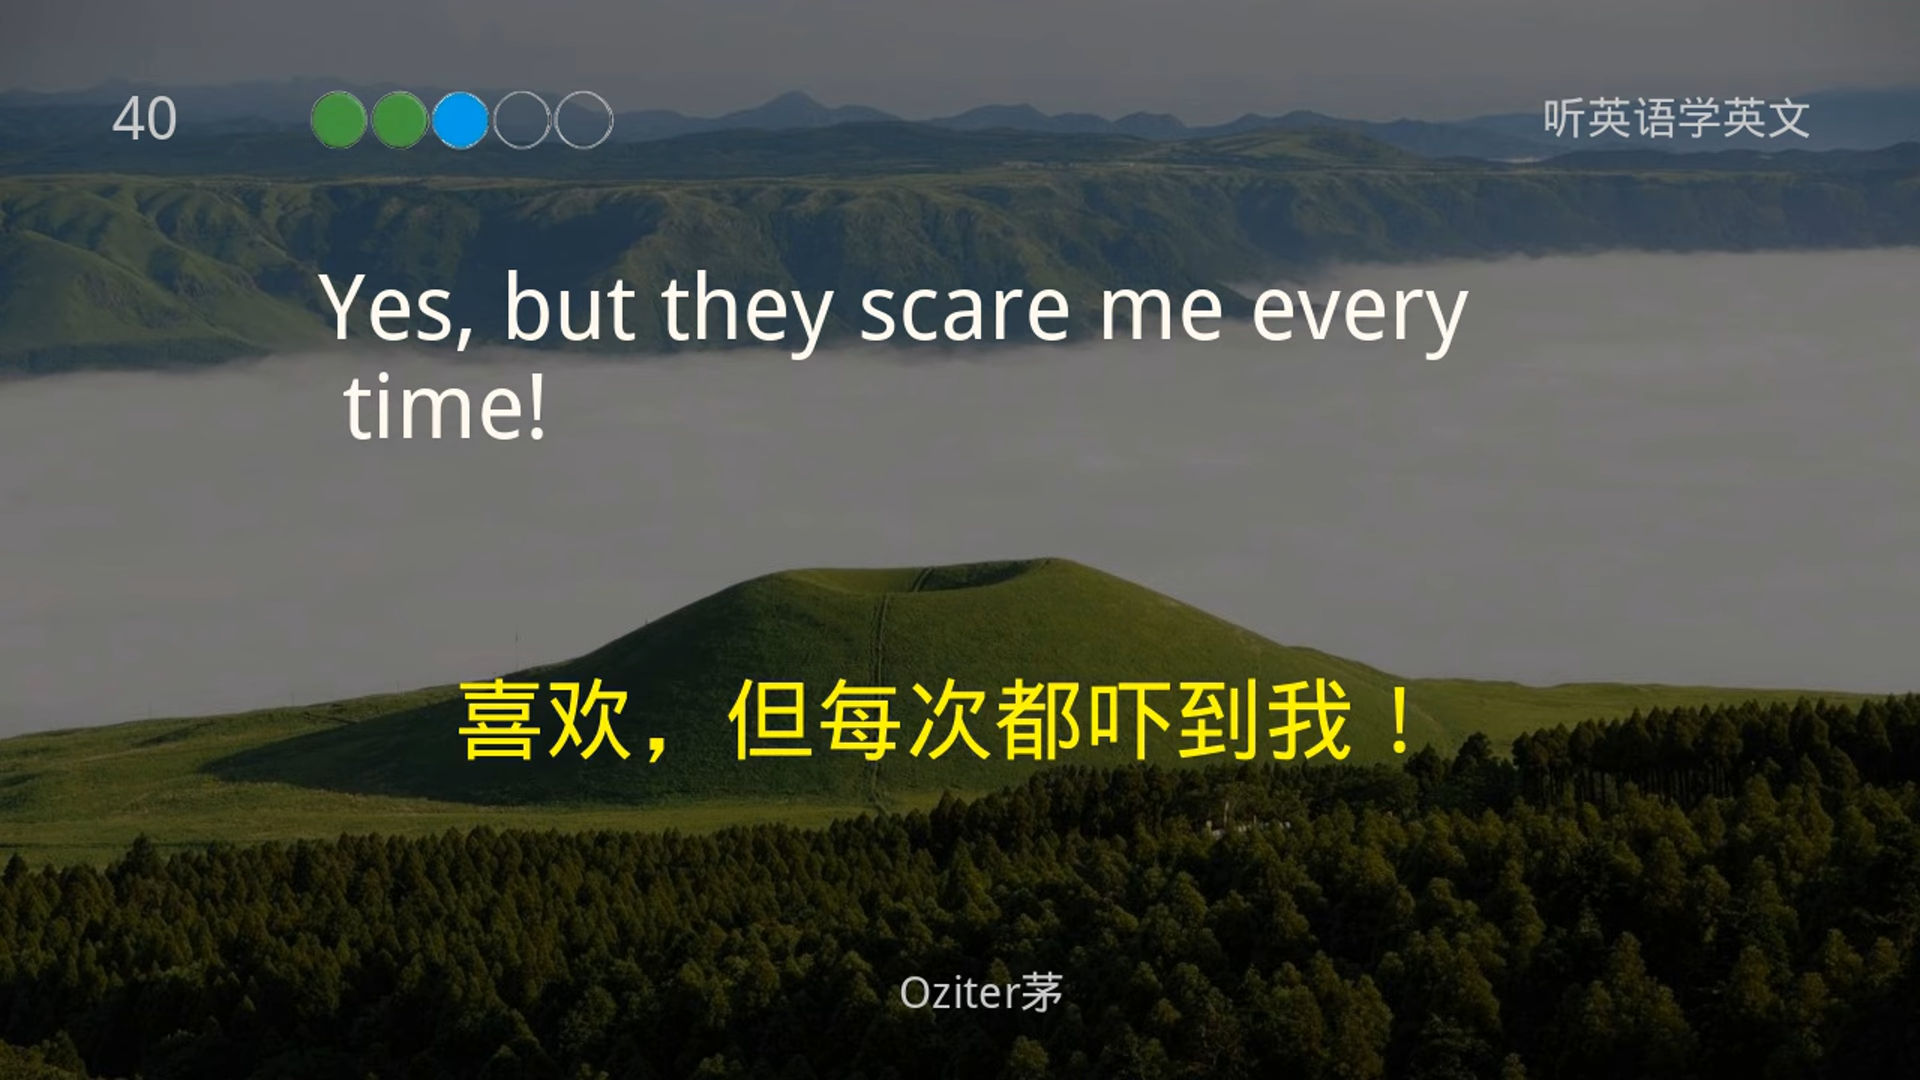 40
听英语学英文
Yes, but they scare me every
time!
喜欢，但每次都吓到我！
Oziter茅